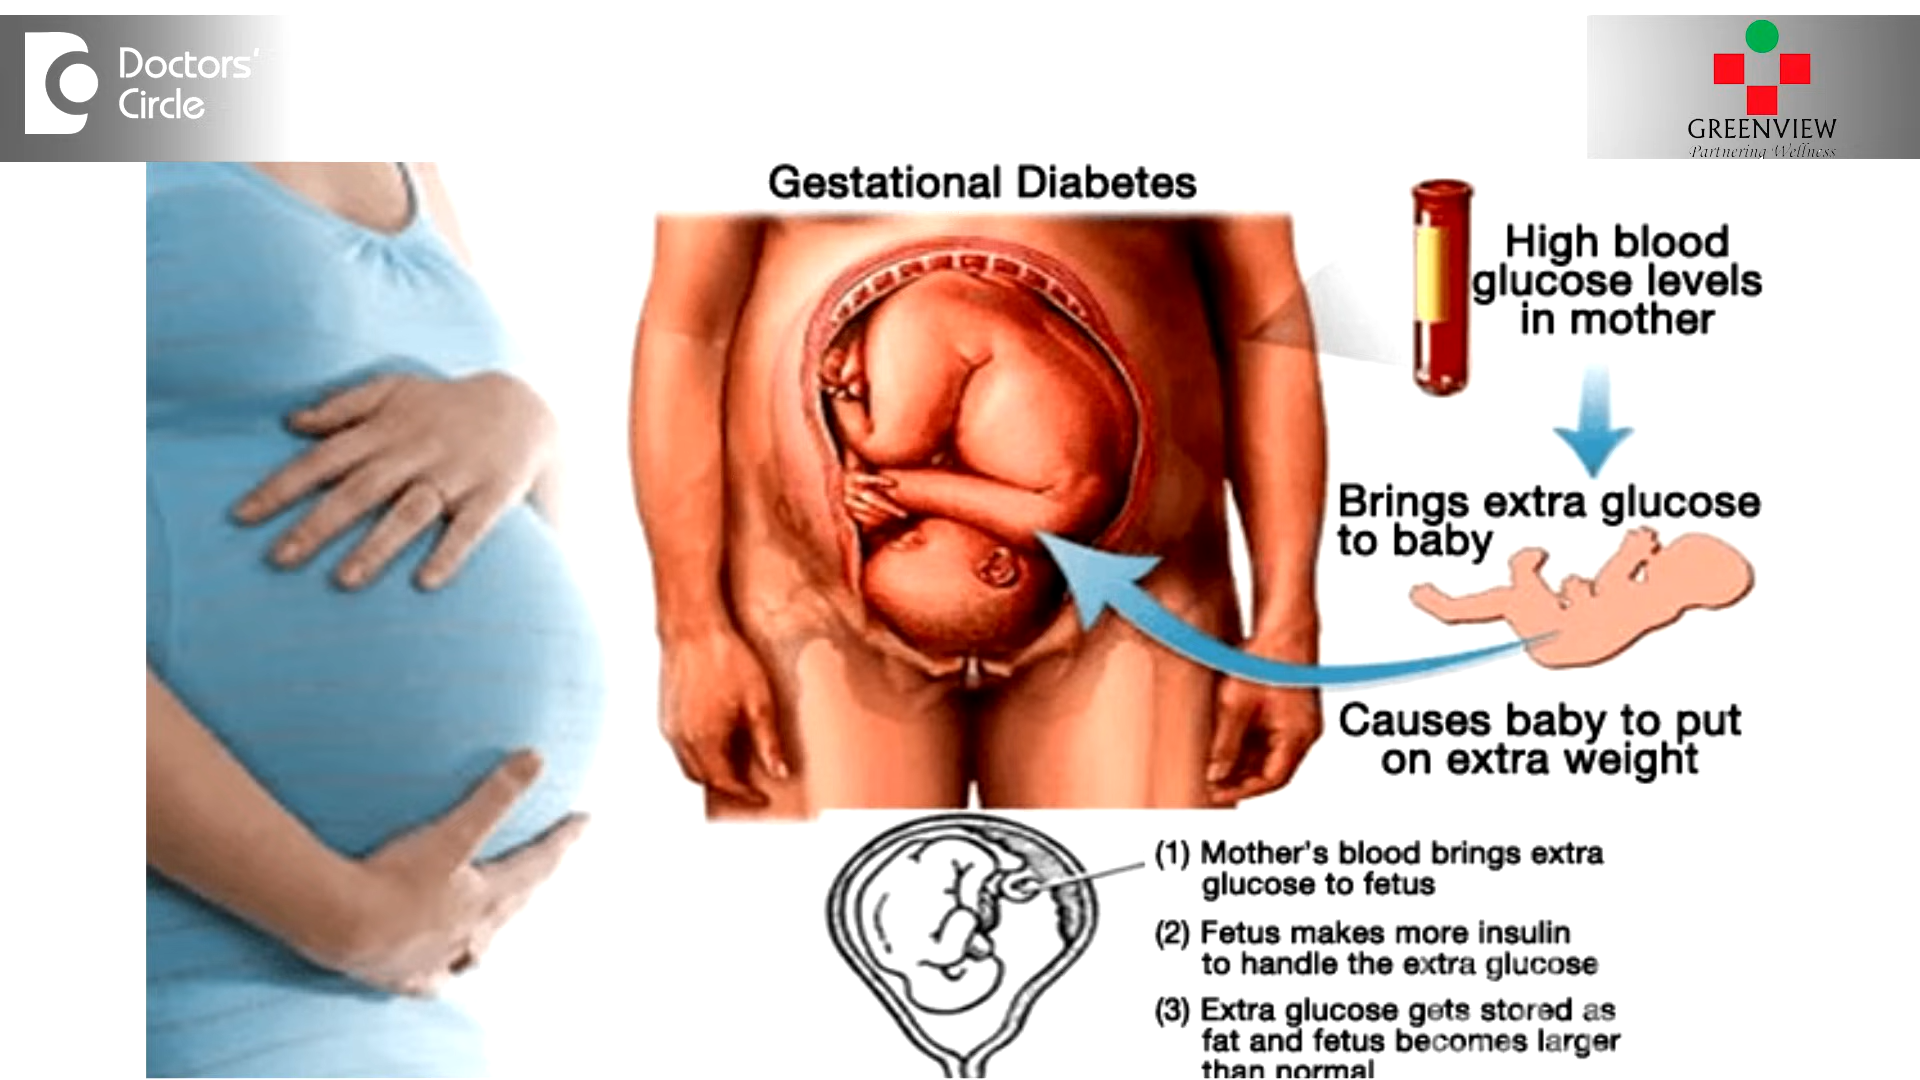 Doctors'
Circle
GREENVIEW
Partnering Wellness
Gestational Diabetes
High blood
glucose levels
in mother
Brings extra glucose
to baby
Causes baby to put
on extra weight
(1) Mother's blood brings extra
glucose to fetus
(2) Fetus makes more insulin
to handle the extra glucose
(3) Extra glucose gets stored as
fat and fetus becomes larger
than normal